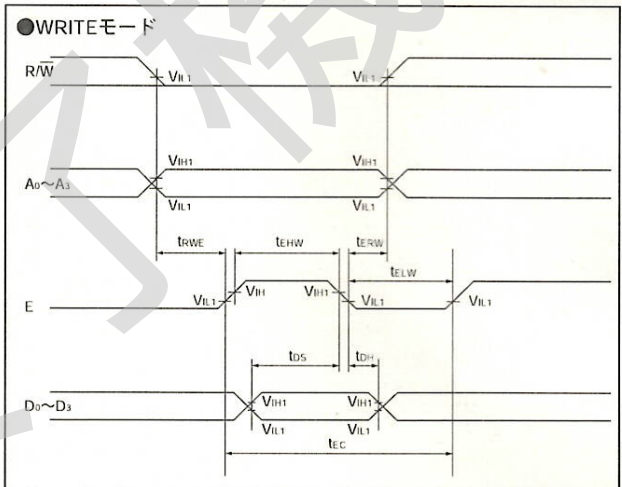 ●WRITEモード
R/W̅
VIL1 VIL1
VIH1 VIH1
A0～A3
VIL1 VIL1
tRWE tEHW tERW
tELW
VIL1 VIH VIH1 VIL1 VIL1
E
tDS tDH
D0～D3
VIH1 VIH1
VIL1 VIL1
tEC